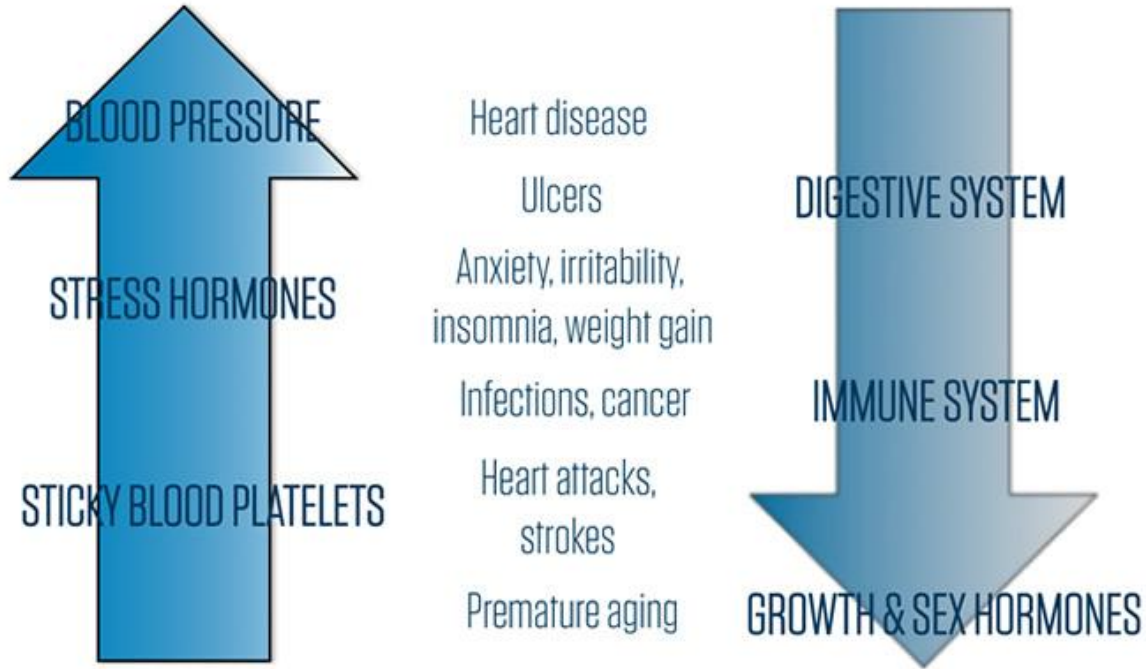 BLOOD PRESSURE
Heart disease
Ulcers
DIGESTIVE SYSTEM
Anxiety, irritability,
insomnia, weight gain
STRESS HORMONES
Infections, cancer
IMMUNE SYSTEM
Heart attacks,
strokes
STICKY BLOOD PLATELETS
Premature aging
GROWTH & SEX HORMONES